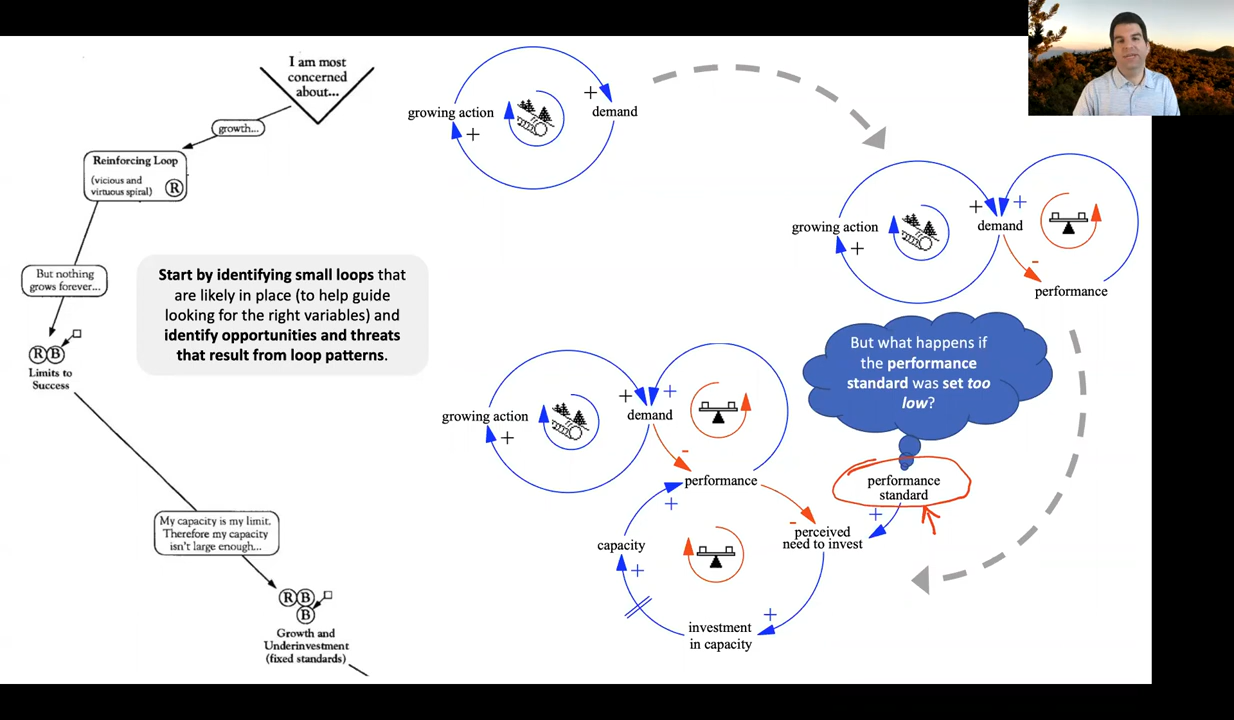 I am most
concerned
about...
growth...
Reinforcing Loop
(vicious and
virtuous spiral)
R
But nothing
grows forever...
R B
Limits to
Success
My capacity is my limit.
Therefore my capacity
isn't large enough...
R B
B
Growth and
Underinvestment
(fixed standards)
Start by identifying small loops that
are likely in place (to help guide
looking for the right variables) and
identify opportunities and threats
that result from loop patterns.
growing action
+
+
demand
growing action
+
+
demand
+
-
performance
growing action
+
+
demand
+
-
performance
+
capacity
+
-
perceived
need to invest
+
investment
in capacity
But what happens if
the performance
standard was set too
low?
performance
standard
+